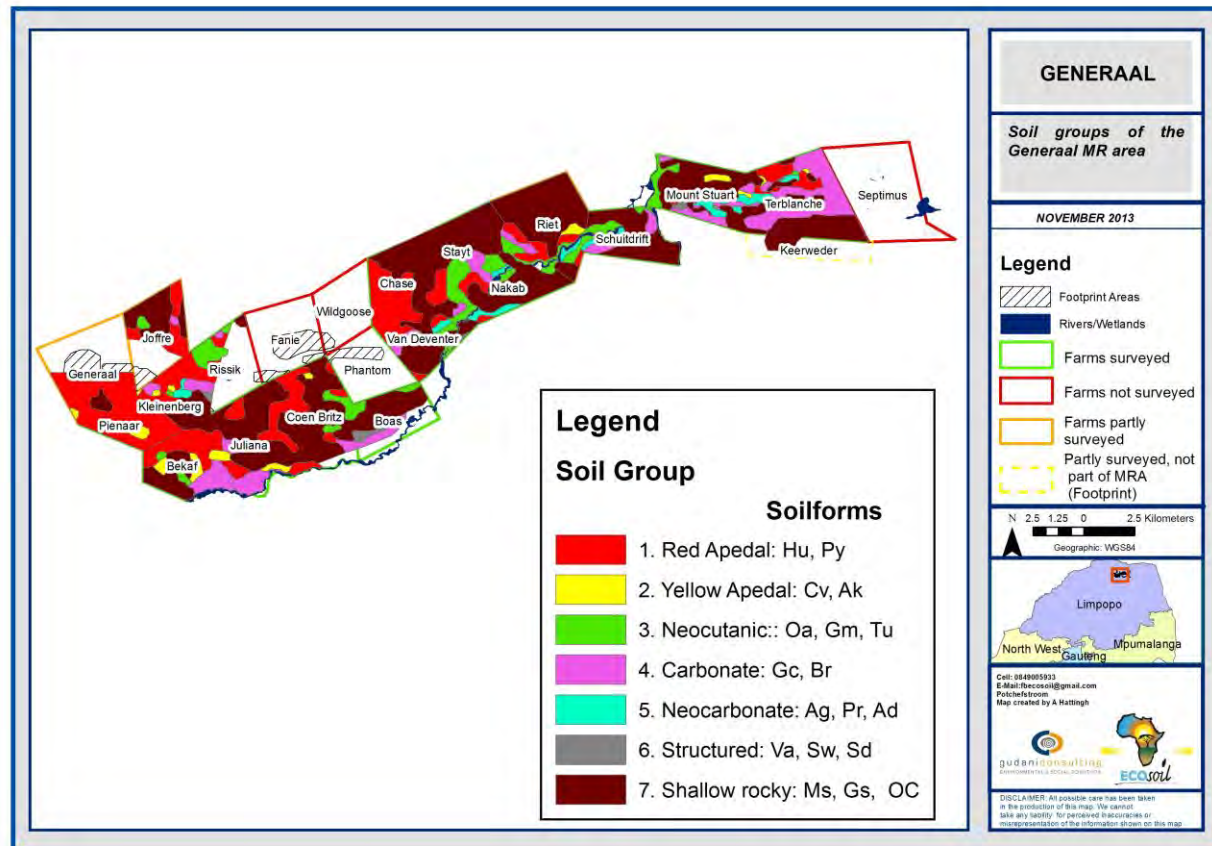 GENERAAL
Soil groups of the
Generaal MR area
NOVEMBER 2013
Legend
Footprint Areas
Rivers/Wetlands
Farms surveyed
Farms not surveyed
Farms partly
surveyed
Partly surveyed, not
part of MRA
(Footprint)
N 2.5 1.25 0 2.5 Kilometers
Geographic: WGS84
Limpopo
North West
Gauteng
Mpumalanga
Cell: 0849005933
E-Mail:fbecosoil@gmail.com
Potchefstroom
Map created by A Hattingh
gudaniconsulting
ENVIRONMENTAL & SOCIAL SCIENTISTS
ECOsoil
DISCLAIMER: All possible care has been taken
in the production of this map. We cannot
take any liability for perceived inaccuracies or
misrepresentation of the information shown on this map
Septimus
Mount Stuart
Terblanche
Keerweder
Riet
Schuitdrift
Stayt
Nakab
Chase
Wildgoose
Van Deventer
Joffre
Fanie
Rissik
Phantom
Generaal
Kleinenberg
Coen Britz
Boas
Pienaar
Juliana
Bekaf
Legend
Soil Group
Soilforms
1. Red Apedal: Hu, Py
2. Yellow Apedal: Cv, Ak
3. Neocutanic:: Oa, Gm, Tu
4. Carbonate: Gc, Br
5. Neocarbonate: Ag, Pr, Ad
6. Structured: Va, Sw, Sd
7. Shallow rocky: Ms, Gs, OC